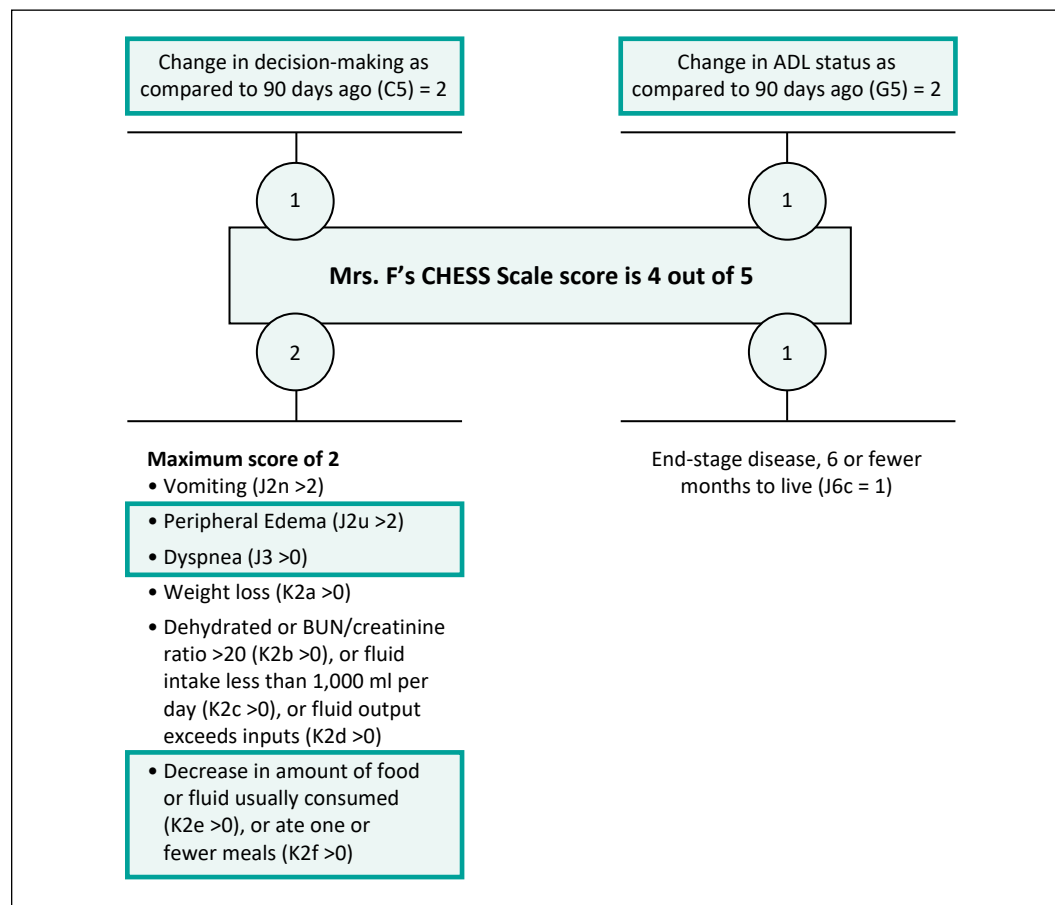 Change in decision-making as
compared to 90 days ago (C5) = 2
Change in ADL status as
compared to 90 days ago (G5) = 2
1
1
Mrs. F’s CHESS Scale score is 4 out of 5
2
1
Maximum score of 2
• Vomiting (J2n >2)
• Peripheral Edema (J2u >2)
• Dyspnea (J3 >0)
• Weight loss (K2a >0)
• Dehydrated or BUN/creatinine
ratio >20 (K2b >0), or fluid
intake less than 1,000 ml per
day (K2c >0), or fluid output
exceeds inputs (K2d >0)
• Decrease in amount of food
or fluid usually consumed
(K2e >0), or ate one or
fewer meals (K2f >0)
End-stage disease, 6 or fewer
months to live (J6c = 1)